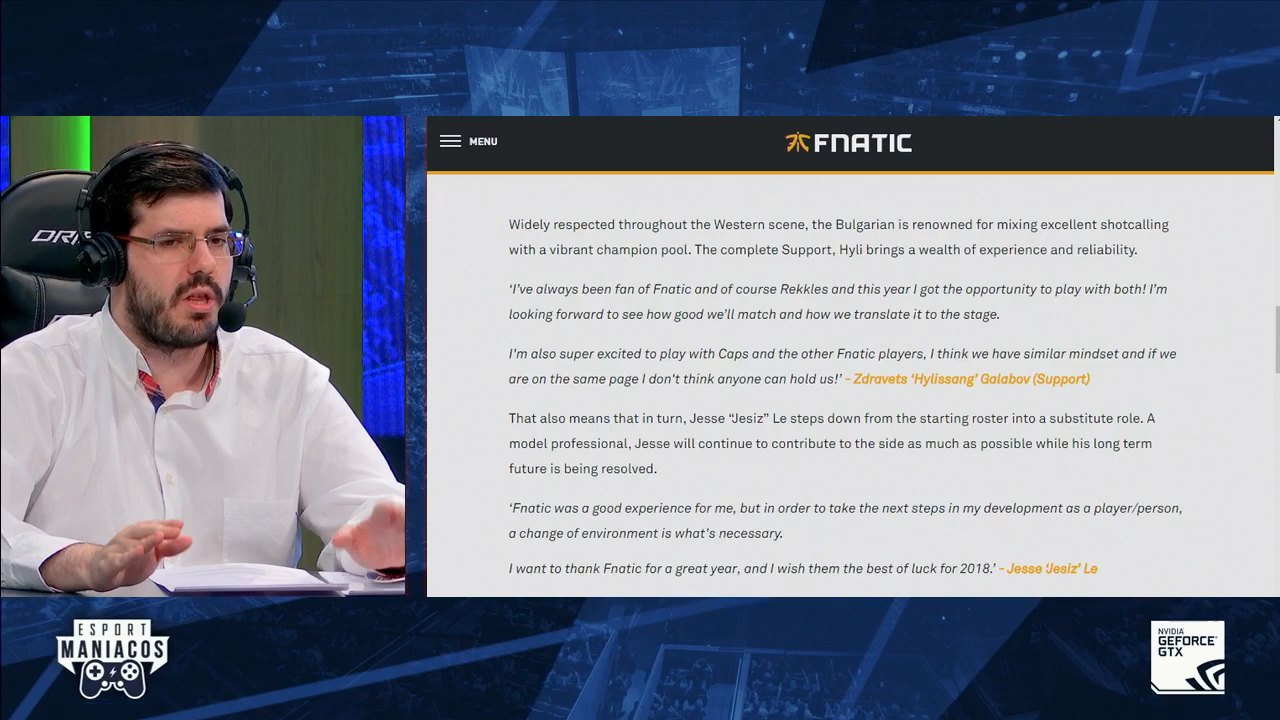 DR
MENU
FNATIC
Widely respected throughout the Western scene, the Bulgarian is renowned for mixing excellent shotcalling
with a vibrant champion pool. The complete Support, Hyli brings a wealth of experience and reliability.
‘I’ve always been fan of Fnatic and of course Rekkles and this year I got the opportunity to play with both! I’m
looking forward to see how good we’ll match and how we translate it to the stage.
I’m also super excited to play with Caps and the other Fnatic players, I think we have similar mindset and if we
are on the same page I don't think anyone can hold us!’ - Zdravets ‘Hylissang’ Galabov (Support)
That also means that in turn, Jesse “Jesiz” Le steps down from the starting roster into a substitute role. A
model professional, Jesse will continue to contribute to the side as much as possible while his long term
future is being resolved.
‘Fnatic was a good experience for me, but in order to take the next steps in my development as a player/person,
a change of environment is what's necessary.
I want to thank Fnatic for a great year, and I wish them the best of luck for 2018.’ - Jesse ‘Jesiz’ Le
ESPORT
MANIACOS
NVIDIA
GEFORCE
GTX